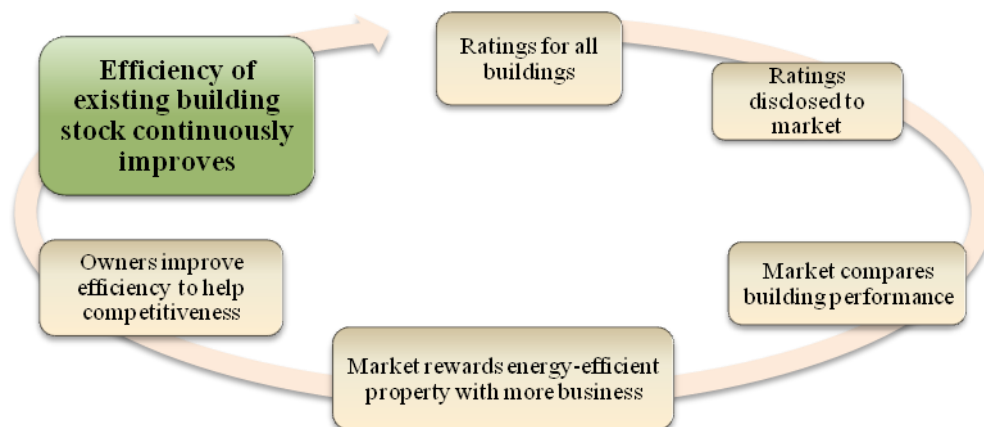 Efficiency of
existing building
stock continuously
improves
Ratings for all
buildings
Ratings
disclosed to
market
Market compares
building performance
Market rewards energy-efficient
property with more business
Owners improve
efficiency to help
competitiveness